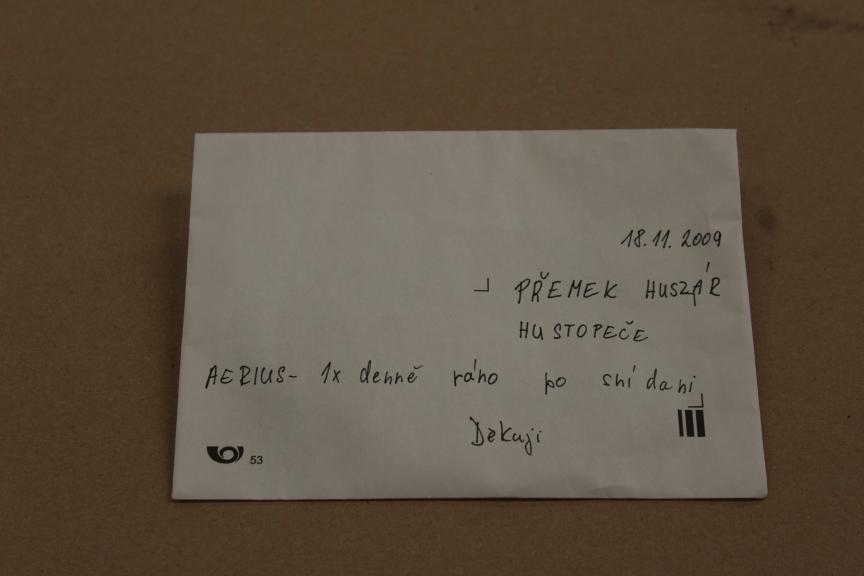 18.11.2009
PŘEMEK HUSZÁR
HUSTOPEČE
AERIUS- 1x denně ráno po snídani
Děkuji
53